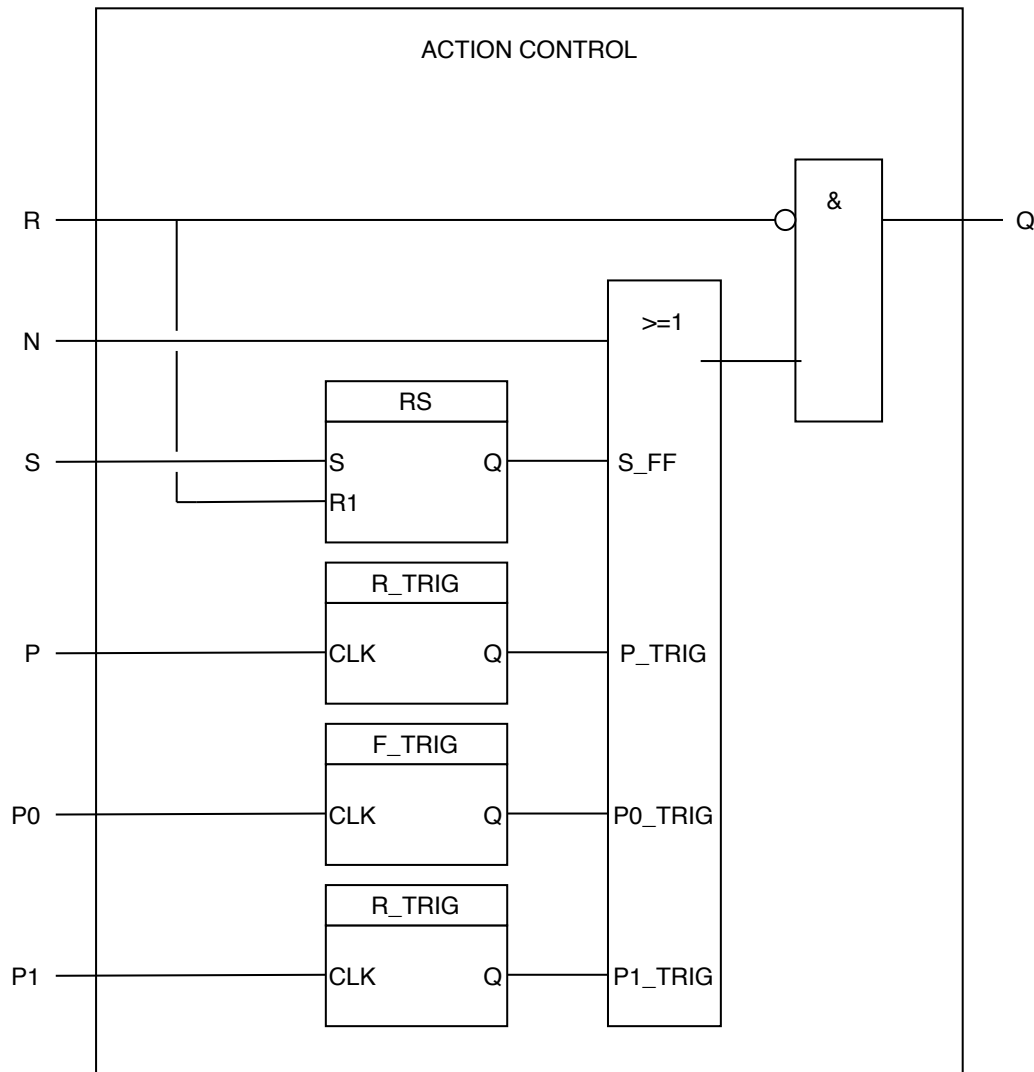 ACTION CONTROL
&
R
Q
>=1
N
RS
S
S
Q
S_FF
R1
R_TRIG
P
CLK
Q
P_TRIG
F_TRIG
P0
CLK
Q
P0_TRIG
R_TRIG
P1
CLK
Q
P1_TRIG